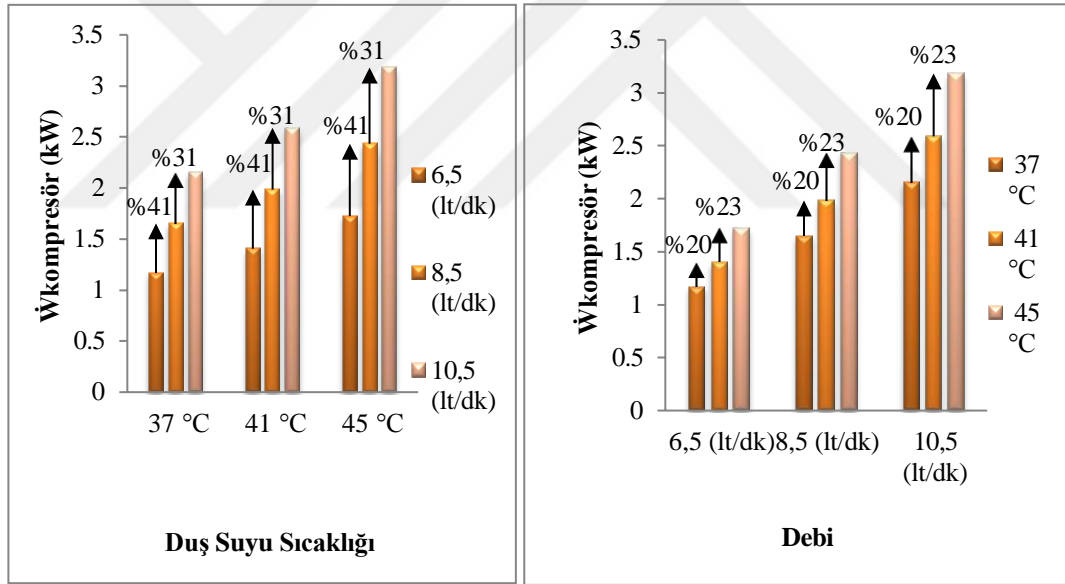 3.5
3
2.5
2
1.5
1
0.5
0
Ẇkompresör (kW)
%41
%31
%41
%31
%41
%31
37 °C
41 °C
45 °C
Duş Suyu Sıcaklığı
6,5
(lt/dk)
8,5
(lt/dk)
10,5
(lt/dk)
3.5
3
2.5
2
1.5
1
0.5
0
Ẇkompresör (kW)
%20
%23
%20
%23
%20
%23
6,5 (lt/dk)
8,5 (lt/dk)
10,5
(lt/dk)
Debi
37
°C
41
°C
45
°C